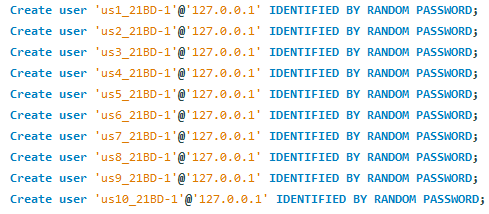 Create user 'us1_21BD-1'@'127.0.0.1' IDENTIFIED BY RANDOM PASSWORD;
Create user 'us2_21BD-1'@'127.0.0.1' IDENTIFIED BY RANDOM PASSWORD;
Create user 'us3_21BD-1'@'127.0.0.1' IDENTIFIED BY RANDOM PASSWORD;
Create user 'us4_21BD-1'@'127.0.0.1' IDENTIFIED BY RANDOM PASSWORD;
Create user 'us5_21BD-1'@'127.0.0.1' IDENTIFIED BY RANDOM PASSWORD;
Create user 'us6_21BD-1'@'127.0.0.1' IDENTIFIED BY RANDOM PASSWORD;
Create user 'us7_21BD-1'@'127.0.0.1' IDENTIFIED BY RANDOM PASSWORD;
Create user 'us8_21BD-1'@'127.0.0.1' IDENTIFIED BY RANDOM PASSWORD;
Create user 'us9_21BD-1'@'127.0.0.1' IDENTIFIED BY RANDOM PASSWORD;
Create user 'us10_21BD-1'@'127.0.0.1' IDENTIFIED BY RANDOM PASSWORD;